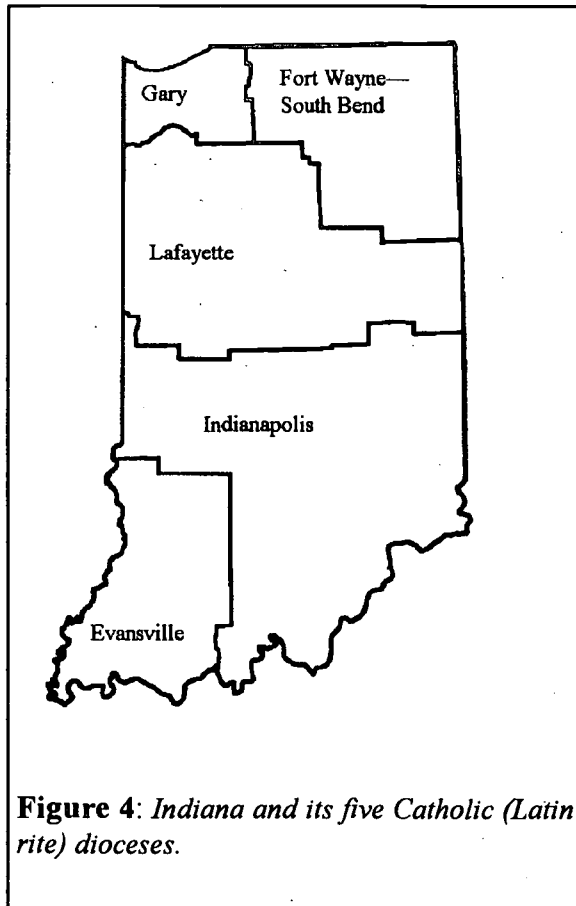 Gary
Fort Wayne—
South Bend
Lafayette
Indianapolis
Evansville
Figure 4: Indiana and its five Catholic (Latin
rite) dioceses.